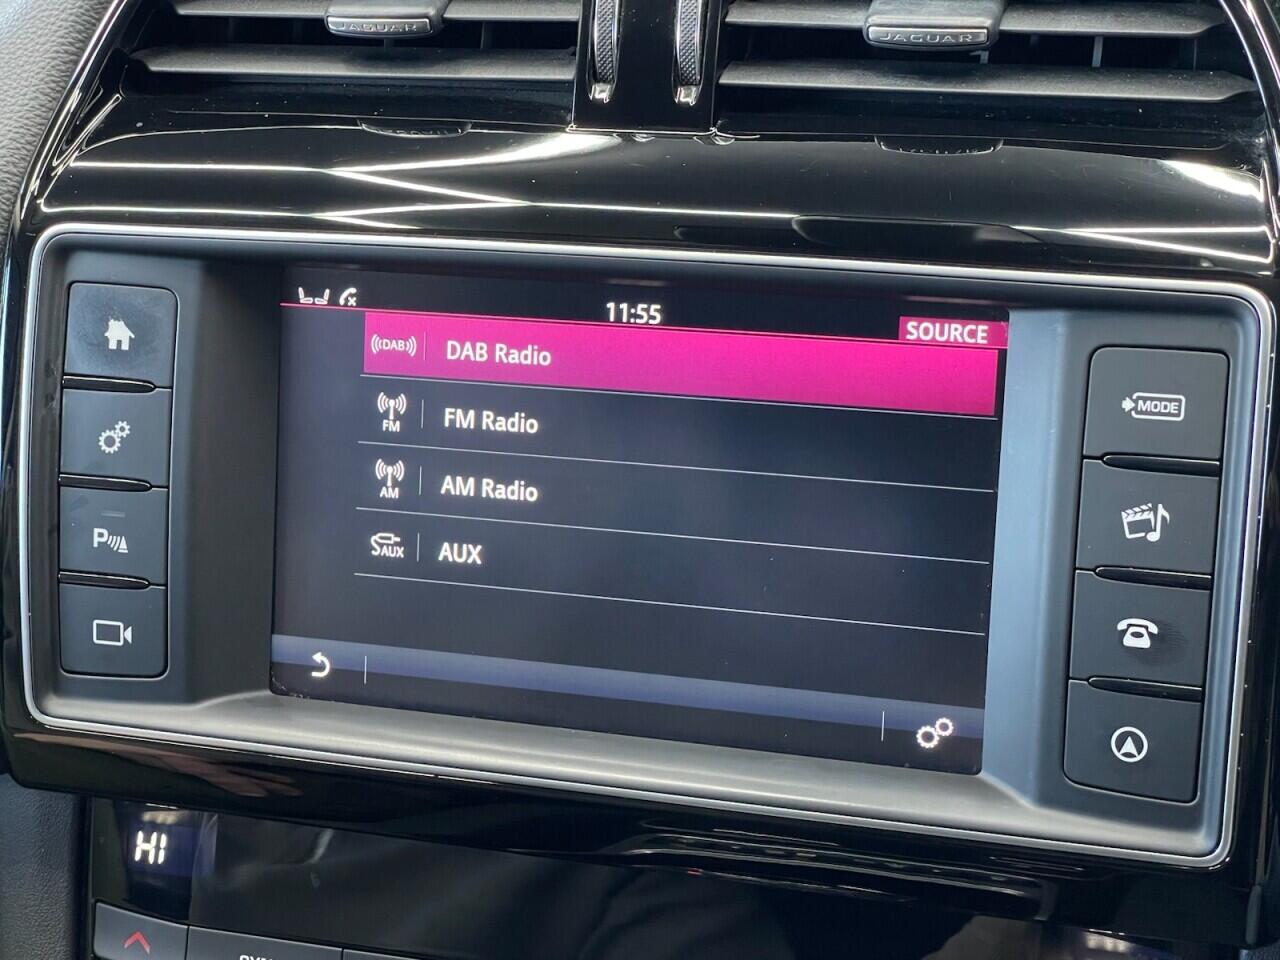 JAGUAR
JAGUAR
11:55
SOURCE
((DAB))
DAB Radio
FM
FM Radio
AM
AM Radio
AUX
AUX
MODE
P
HI